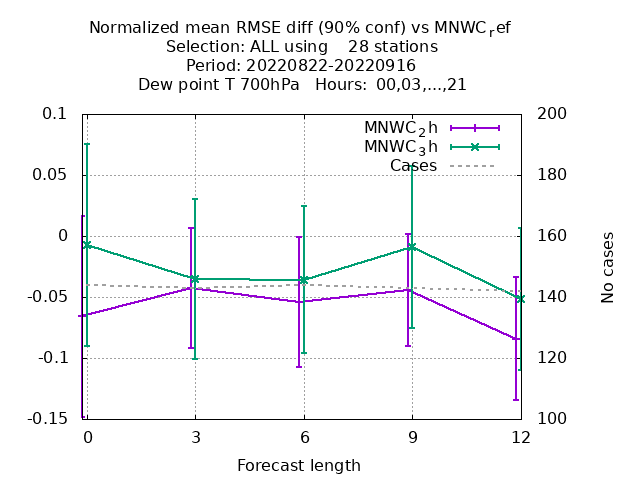 Normalized mean RMSE diff (90% conf) vs MNWC_ref
Selection: ALL using 28 stations
Period: 20220822-20220916
Dew point T 700hPa Hours: 00,03,...,21
0.1
0.05
0
-0.05
-0.1
-0.15
200
180
160
140
120
100
MNWC_2h
MNWC_3h
Cases
No cases
0 3 6 9 12
Forecast length